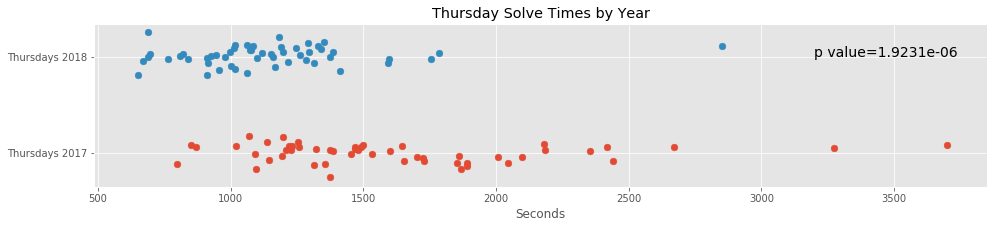 Thursday Solve Times by Year
Thursdays 2018
p value=1.9231e-06
Thursdays 2017
500 1000 1500 2000 2500 3000 3500
Seconds